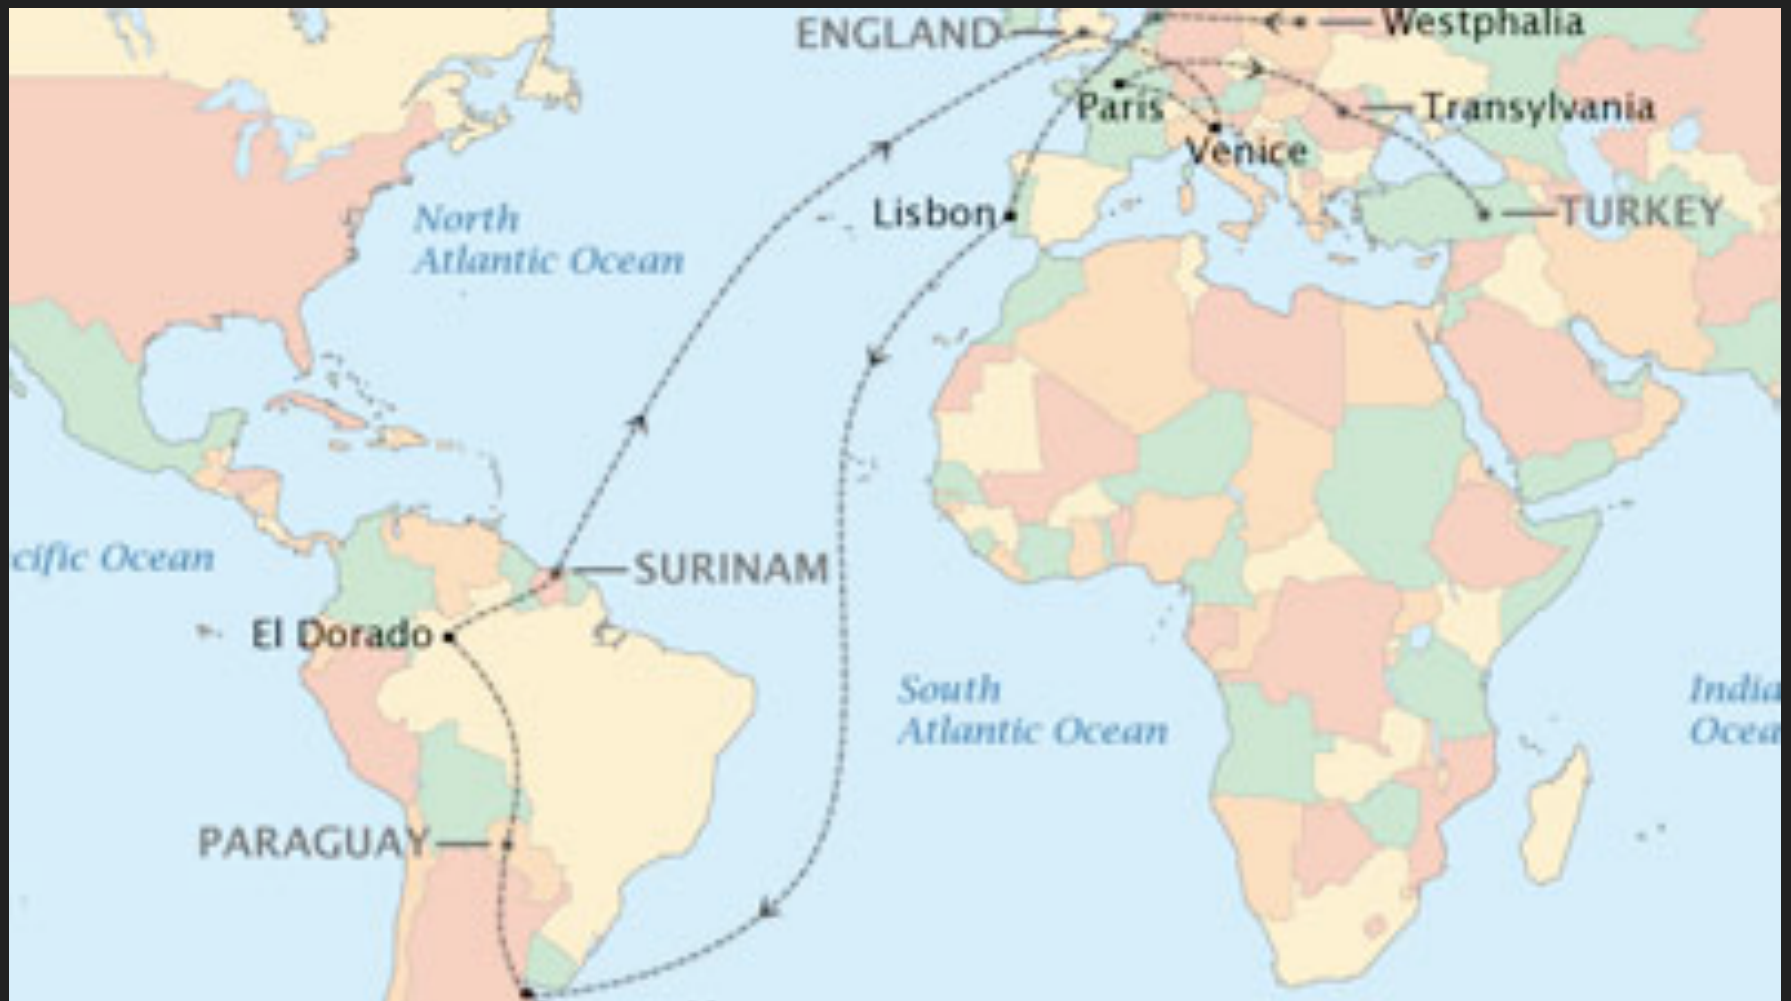 ENGLAND
Westphalia
Paris
Transylvania
Venice
North
Atlantic Ocean
Lisbon
TURKEY
cific Ocean
SURINAM
El Dorado
South
Atlantic Ocean
India
Ocea
PARAGUAY